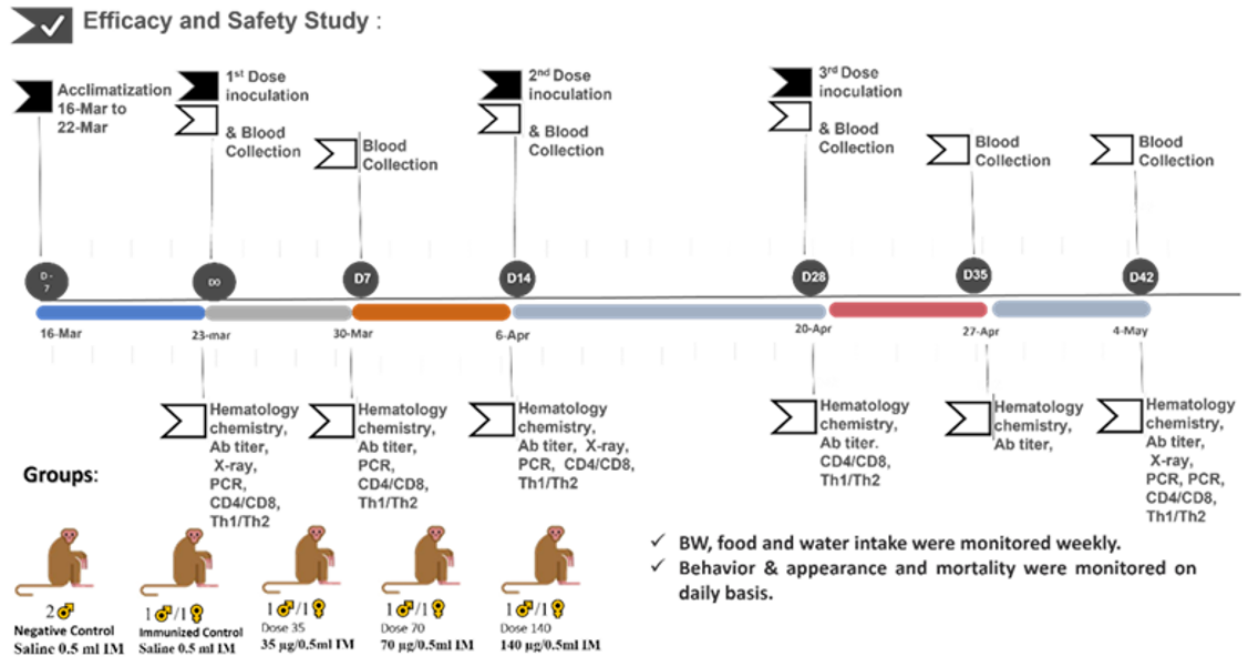 Efficacy and Safety Study :
Acclimatization
16-Mar to
22-Mar
1st Dose
inoculation
& Blood
Collection
Blood
Collection
2nd Dose
inoculation
& Blood
Collection
3rd Dose
inoculation
& Blood
Collection
Blood
Collection
Blood
Collection
D-
7
D0
D7
D14
D28
D35
D42
16-Mar
23-mar
30-Mar
6-Apr
20-Apr
27-Apr
4-May
Hematology
chemistry,
Ab titer,
X-ray,
PCR,
CD4/CD8,
Th1/Th2
Hematology
chemistry,
Ab titer,
PCR,
CD4/CD8,
Th1/Th2
Hematology
chemistry,
Ab titer, X-ray,
PCR, CD4/CD8,
Th1/Th2
Hematology
chemistry,
Ab titer.
CD4/CD8,
Th1/Th2
Hematology
chemistry,
Ab titer,
Hematology
chemistry,
Ab titer,
X-ray,
PCR, PCR,
CD4/CD8,
Th1/Th2
Groups:
2♂
Negative Control
Saline 0.5 ml IM
1♂/1♀
Immunized Control
Saline 0.5 ml IM
1♂/1♀
Dose 35
35 µg/0.5ml IM
1♂/1♀
Dose 70
70 µg/0.5ml IM
1♂/1♀
Dose 140
140 µg/0.5ml IM
✓ BW, food and water intake were monitored weekly.
✓ Behavior & appearance and mortality were monitored on
daily basis.